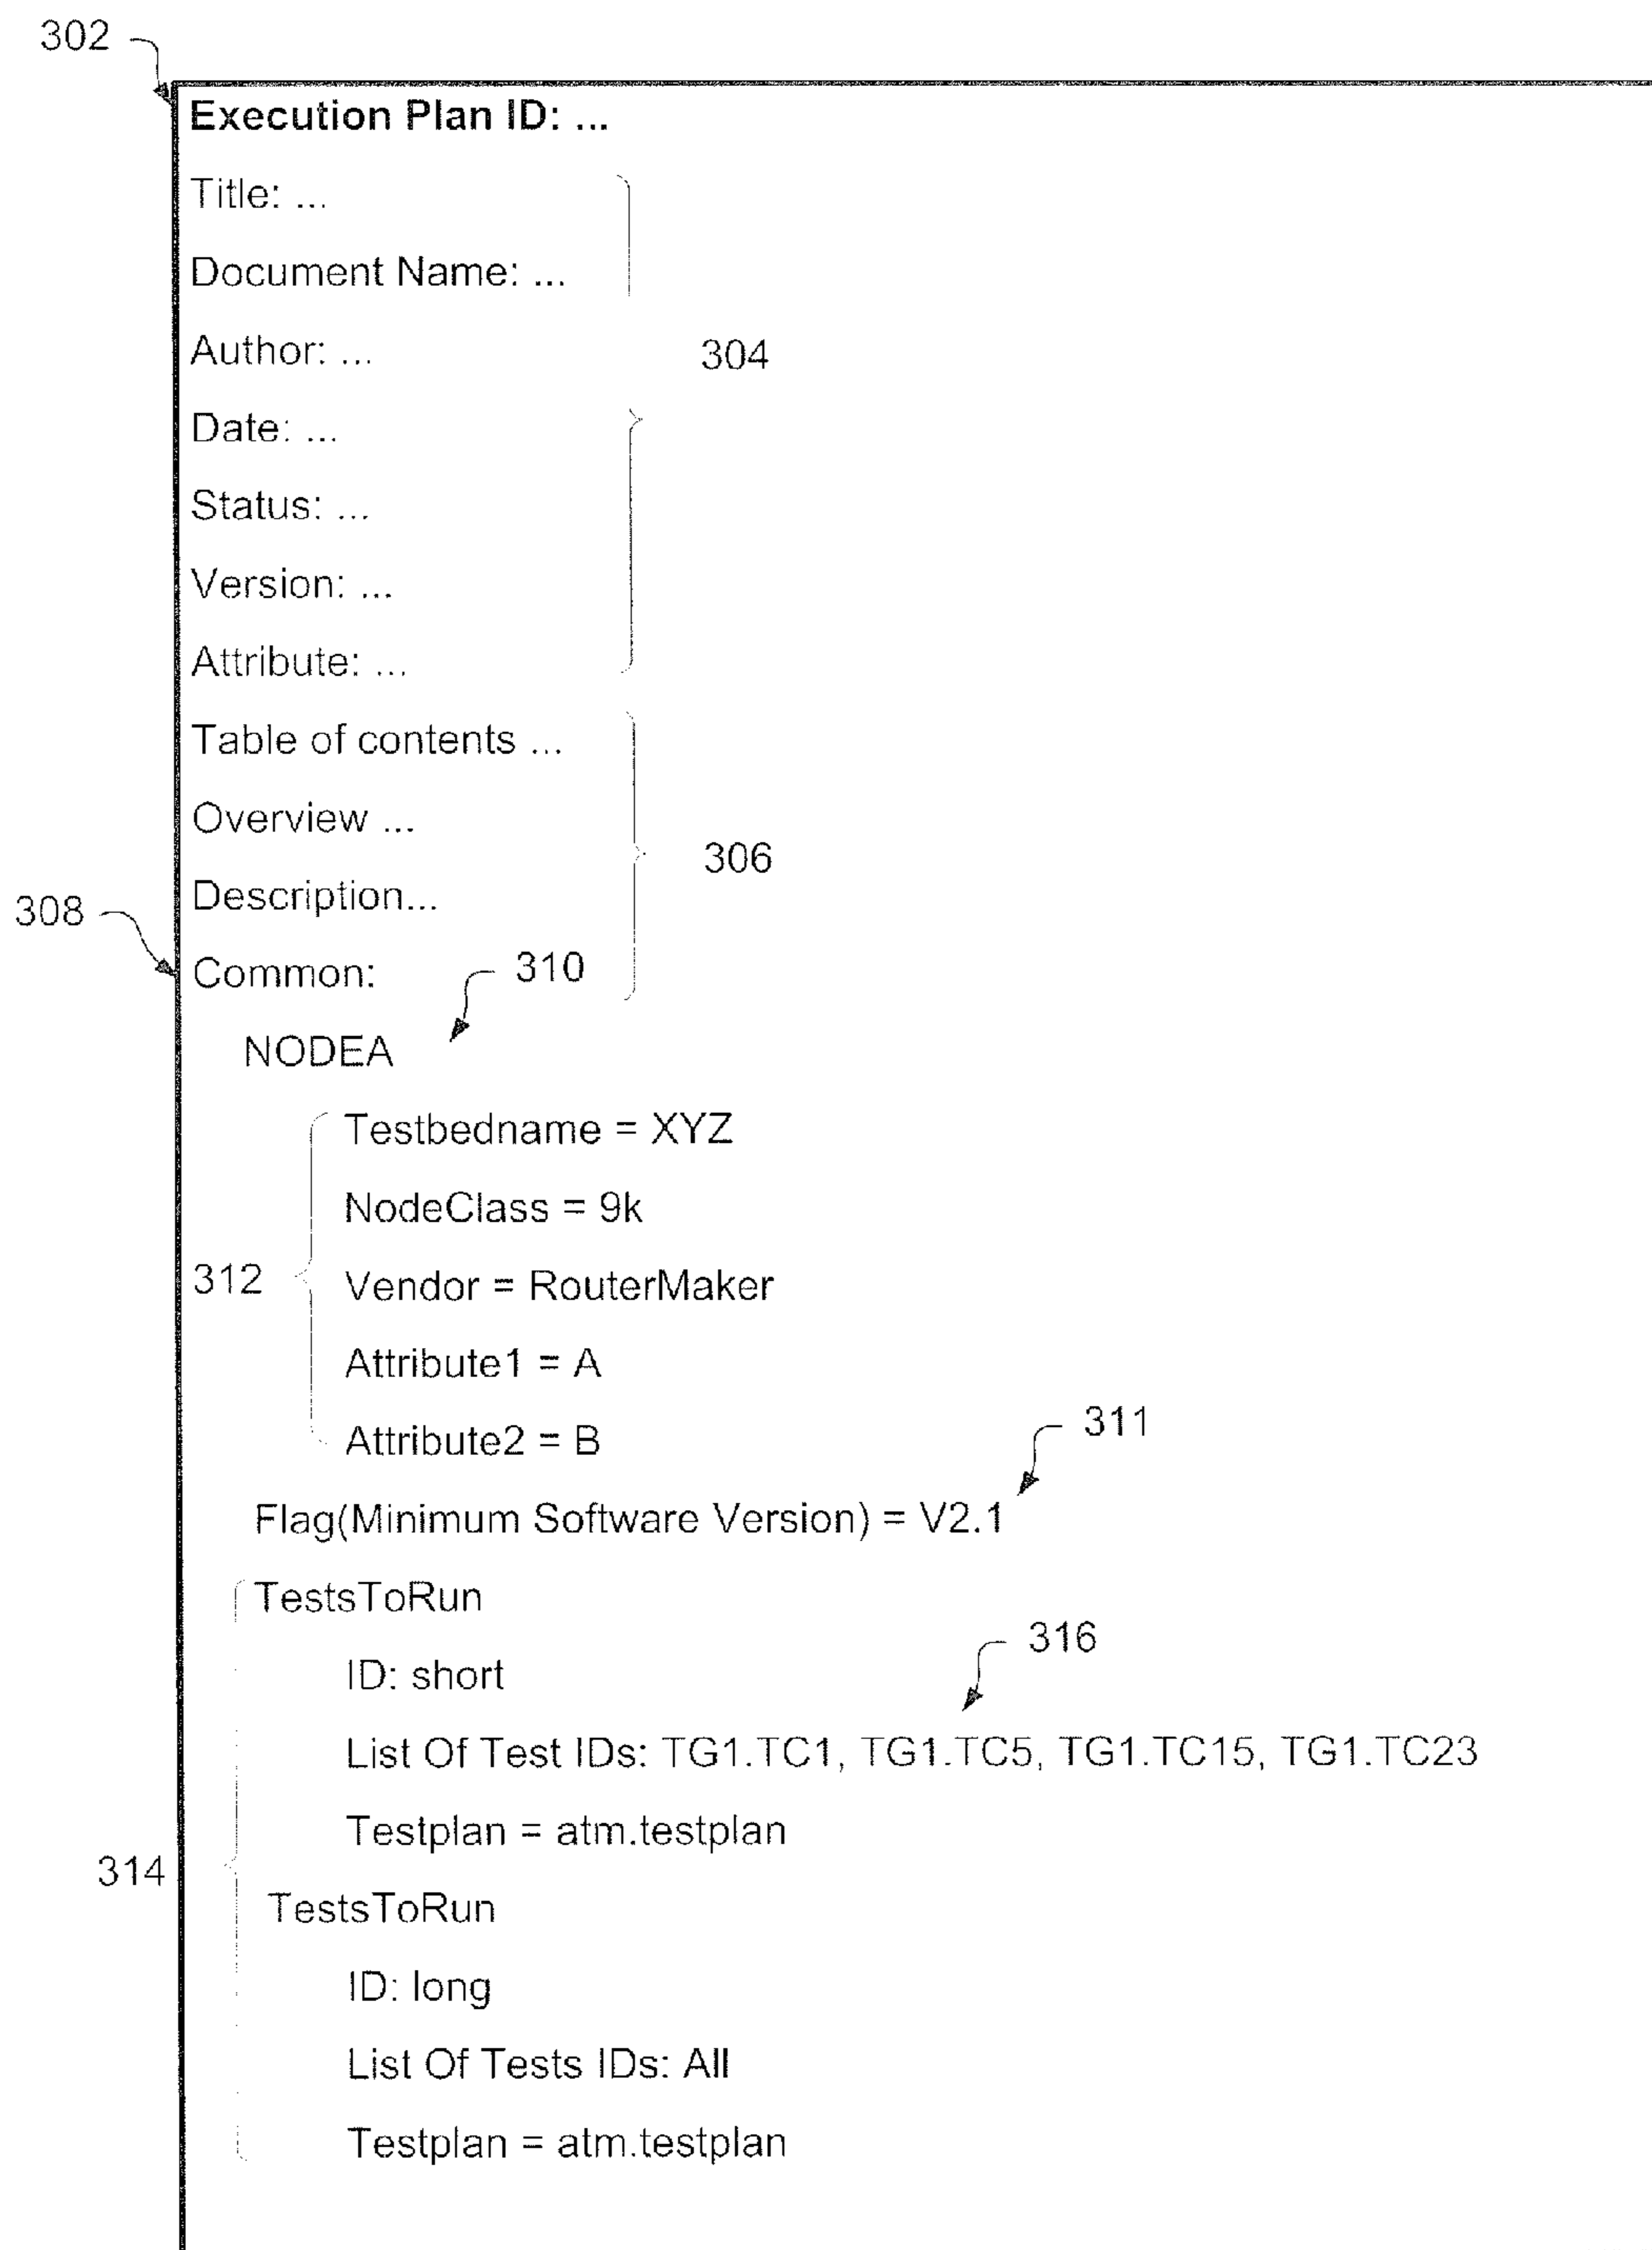 302
Execution Plan ID: ...
Title: ...
Document Name: ...
Author: ...
304
Date: ...
Status: ...
Version: ...
Attribute: ...
Table of contents ...
Overview ...
306
Description...
308
Common:
310
NODEA
Testbedname = XYZ
NodeClass = 9k
312
Vendor = RouterMaker
Attribute1 = A
311
Attribute2 = B
Flag(Minimum Software Version) = V2.1
TestsToRun
316
ID: short
List Of Test IDs: TG1.TC1, TG1.TC5, TG1.TC15, TG1.TC23
Testplan = atm.testplan
314
TestsToRun
ID: long
List Of Tests IDs: All
Testplan = atm.testplan